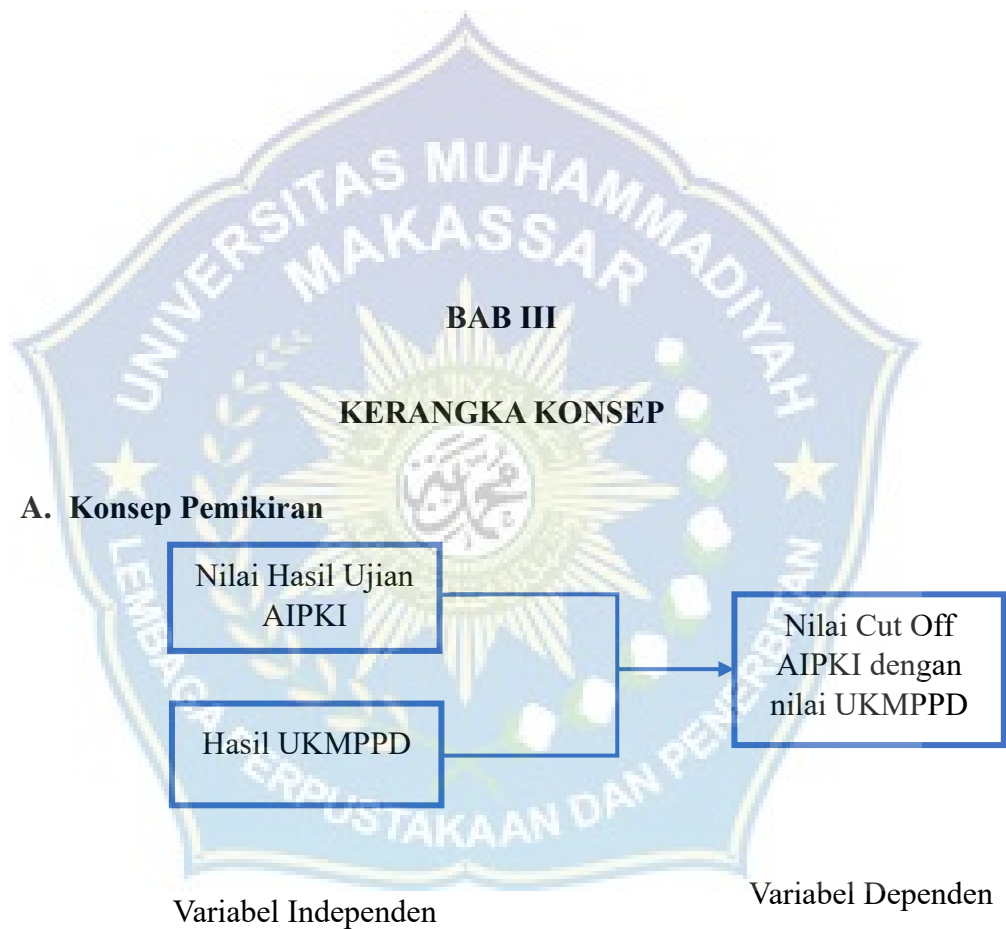 UNIVERSITAS MUHAMMADIYAH
MAKASSAR
BAB III
KERANGKA KONSEP
محمدية
A. Konsep Pemikiran
Nilai Hasil Ujian
AIPKI
Hasil UKMPPD
Nilai Cut Off
AIPKI dengan
nilai UKMPPD
LEMBAGA PERPUSTAKAAN DAN PENERBITAN
Variabel Independen
Variabel Dependen